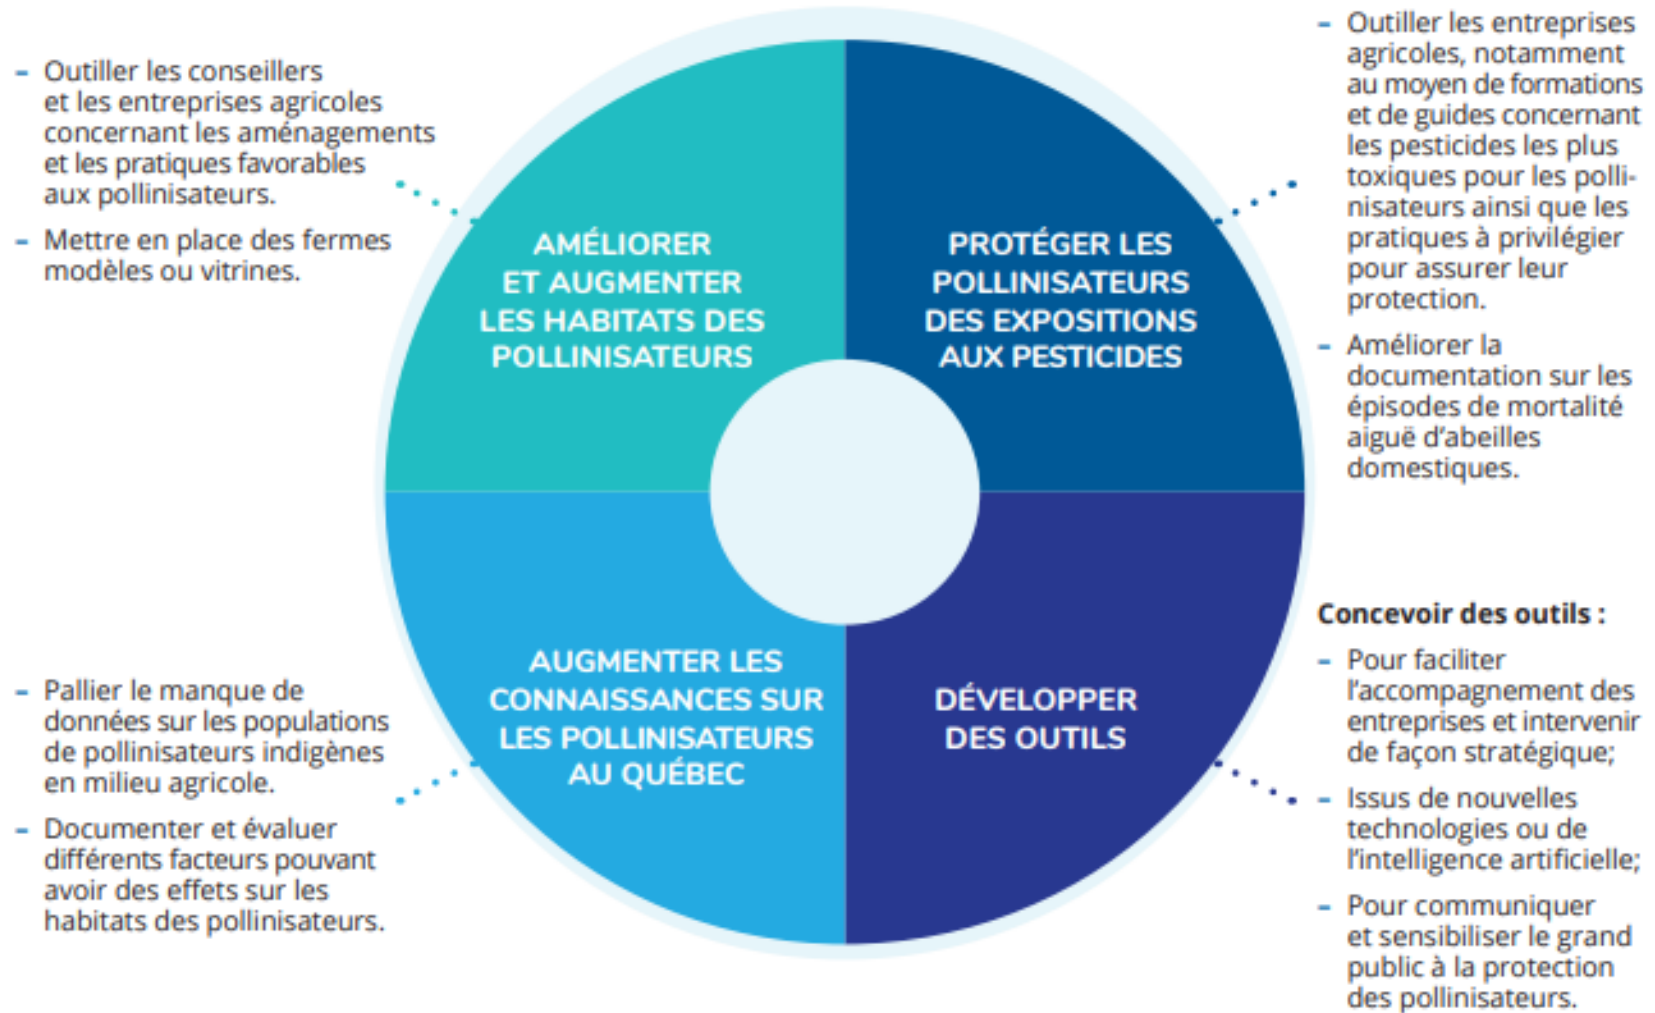 – Outiller les conseillers
et les entreprises agricoles
concernant les aménagements
et les pratiques favorables
aux pollinisateurs.
– Mettre en place des fermes
modèles ou vitrines.
AMÉLIORER
ET AUGMENTER
LES HABITATS DES
POLLINISATEURS
PROTÉGER LES
POLLINISATEURS
DES EXPOSITIONS
AUX PESTICIDES
– Outiller les entreprises
agricoles, notamment
au moyen de formations
et de guides concernant
les pesticides les plus
toxiques pour les polli-
nisateurs ainsi que les
pratiques à privilégier
pour assurer leur
protection.
– Améliorer la
documentation sur les
épisodes de mortalité
aiguë d’abeilles
domestiques.
– Pallier le manque de
données sur les populations
de pollinisateurs indigènes
en milieu agricole.
– Documenter et évaluer
différents facteurs pouvant
avoir des effets sur les
habitats des pollinisateurs.
AUGMENTER LES
CONNAISSANCES SUR
LES POLLINISATEURS
AU QUÉBEC
DÉVELOPPER
DES OUTILS
Concevoir des outils :
– Pour faciliter
l’accompagnement des
entreprises et intervenir
de façon stratégique;
– Issus de nouvelles
technologies ou de
l’intelligence artificielle;
– Pour communiquer
et sensibiliser le grand
public à la protection
des pollinisateurs.